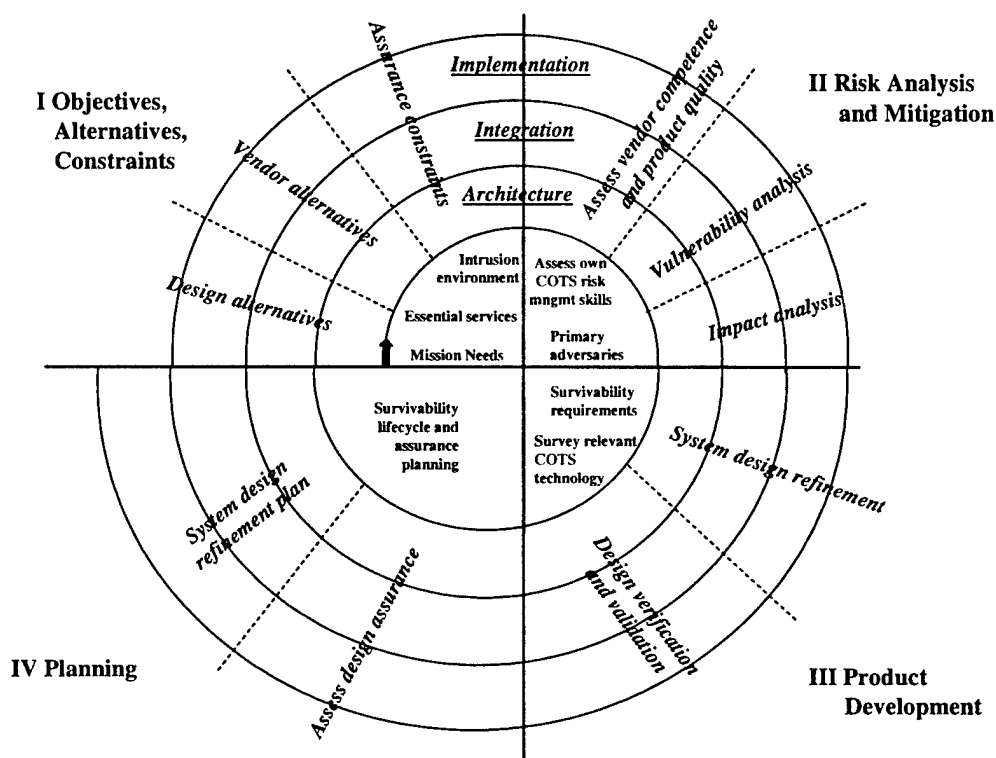 I Objectives,
Alternatives,
Constraints
II Risk Analysis
and Mitigation
III Product
Development
IV Planning
Implementation
Integration
Architecture
Assurance
constraints
Vendor alternatives
Design alternatives
Assess vendor competence
and product quality
Vulnerability analysis
Impact analysis
Intrusion
environment
Essential services
Mission Needs
Assess own
COTS risk
mngmt skills
Primary
adversaries
Survivability
requirements
Survey relevant
COTS
technology
Survivability
lifecycle and
assurance
planning
System design refinement
Design verification
and validation
Assess design assurance
System design
refinement plan